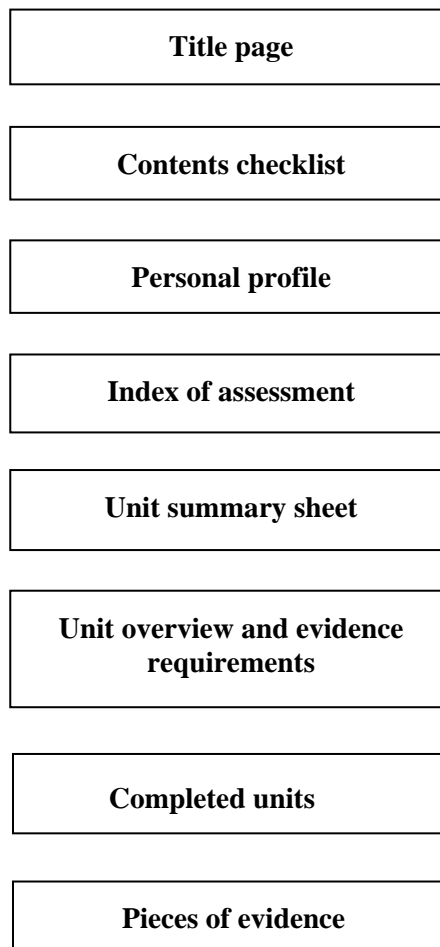 Title page
Contents checklist
Personal profile
Index of assessment
Unit summary sheet
Unit overview and evidence
requirements
Completed units
Pieces of evidence